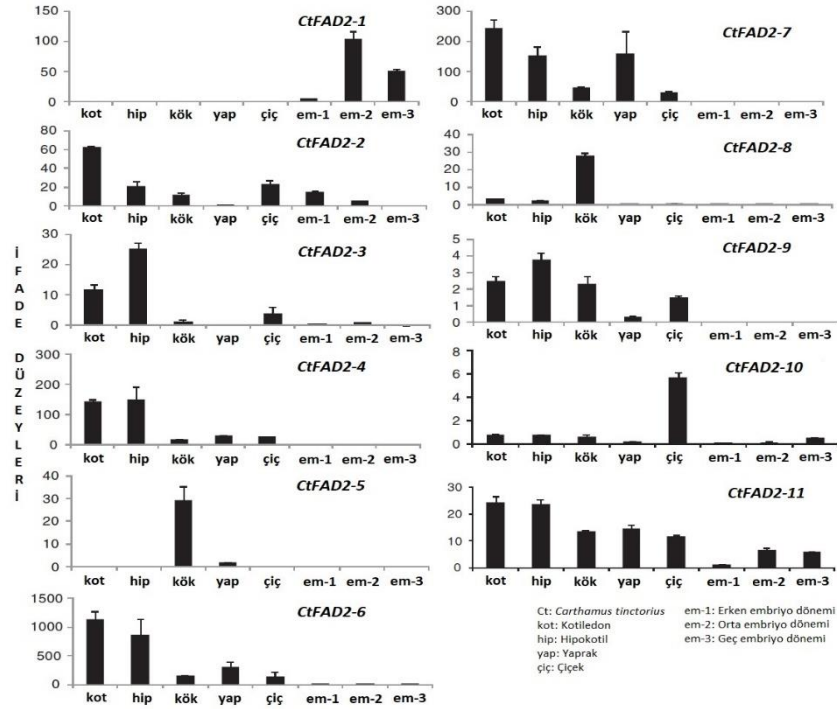 İFADE DÜZEYLERİ
CtFAD2-1
150
100
50
0
kot hip kök yap çiç em-1 em-2 em-3
CtFAD2-2
80
60
40
20
0
kot hip kök yap çiç em-1 em-2 em-3
CtFAD2-3
30
20
10
0
kot hip kök yap çiç em-1 em-2 em-3
CtFAD2-4
300
200
100
0
kot hip kök yap çiç em-1 em-2 em-3
CtFAD2-5
40
30
20
10
0
kot hip kök yap çiç em-1 em-2 em-3
CtFAD2-6
1500
1000
500
0
kot hip kök yap çiç em-1 em-2 em-3
CtFAD2-7
300
200
100
0
kot hip kök yap çiç em-1 em-2 em-3
CtFAD2-8
40
30
20
10
0
kot hip kök yap çiç em-1 em-2 em-3
CtFAD2-9
5
4
3
2
1
0
kot hip kök yap çiç em-1 em-2 em-3
CtFAD2-10
8
6
4
2
0
kot hip kök yap çiç em-1 em-2 em-3
CtFAD2-11
30
20
10
0
kot hip kök yap çiç em-1 em-2 em-3
Ct: Carthamus tinctorius
kot: Kotiledon
hip: Hipokotil
yap: Yaprak
çiç: Çiçek
em-1: Erken embriyo dönemi
em-2: Orta embriyo dönemi
em-3: Geç embriyo dönemi